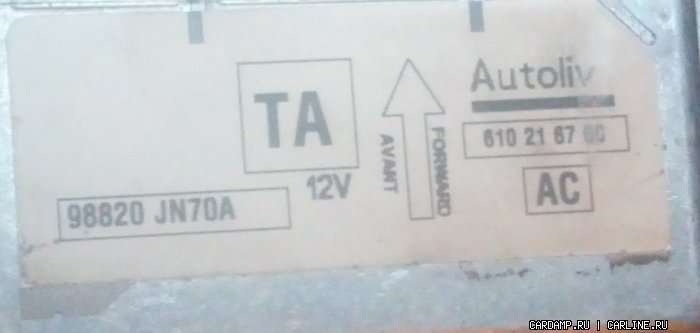 Autoliv
TA
12V
AVANT
FORWARD
610 21 67
AC
98820 JN70A
CARDAMP.RU | CARLINE.RU